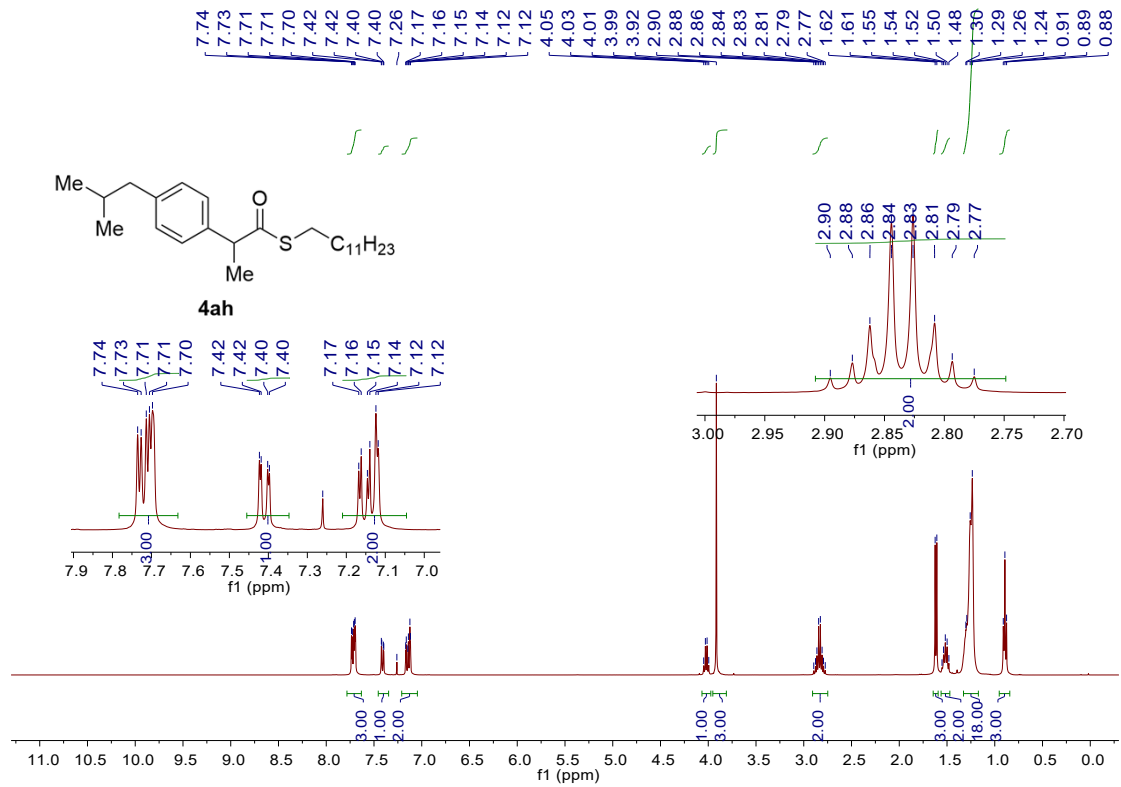 7.74 7.73 7.71 7.71 7.70 7.42 7.42 7.40 7.40 7.26 7.17 7.16 7.15 7.14 7.12 7.12 4.05 4.03 4.01 3.99 3.92 2.90 2.88 2.86 2.84 2.83 2.81 2.79 2.77 1.62 1.61 1.55 1.54 1.52 1.50 1.48 1.30 1.29 1.26 1.24 0.91 0.89 0.88
Me
Me
O
S
C11H23
Me
4ah
2.90 2.88 2.86 2.84 2.83 2.81 2.79 2.77
2.00
3.00 2.95 2.90 2.85 2.80 2.75 2.70
f1 (ppm)
7.74 7.73 7.71 7.71 7.70 7.42 7.42 7.40 7.40 7.17 7.16 7.15 7.14 7.12 7.12
3.00 1.00 2.00
7.9 7.8 7.7 7.6 7.5 7.4 7.3 7.2 7.1 7.0
f1 (ppm)
3.00 1.00 2.00 1.00 3.00 2.00 3.00 2.00 18.00 3.00
11.0 10.5 10.0 9.5 9.0 8.5 8.0 7.5 7.0 6.5 6.0 5.5 5.0 4.5 4.0 3.5 3.0 2.5 2.0 1.5 1.0 0.5 0.0
f1 (ppm)